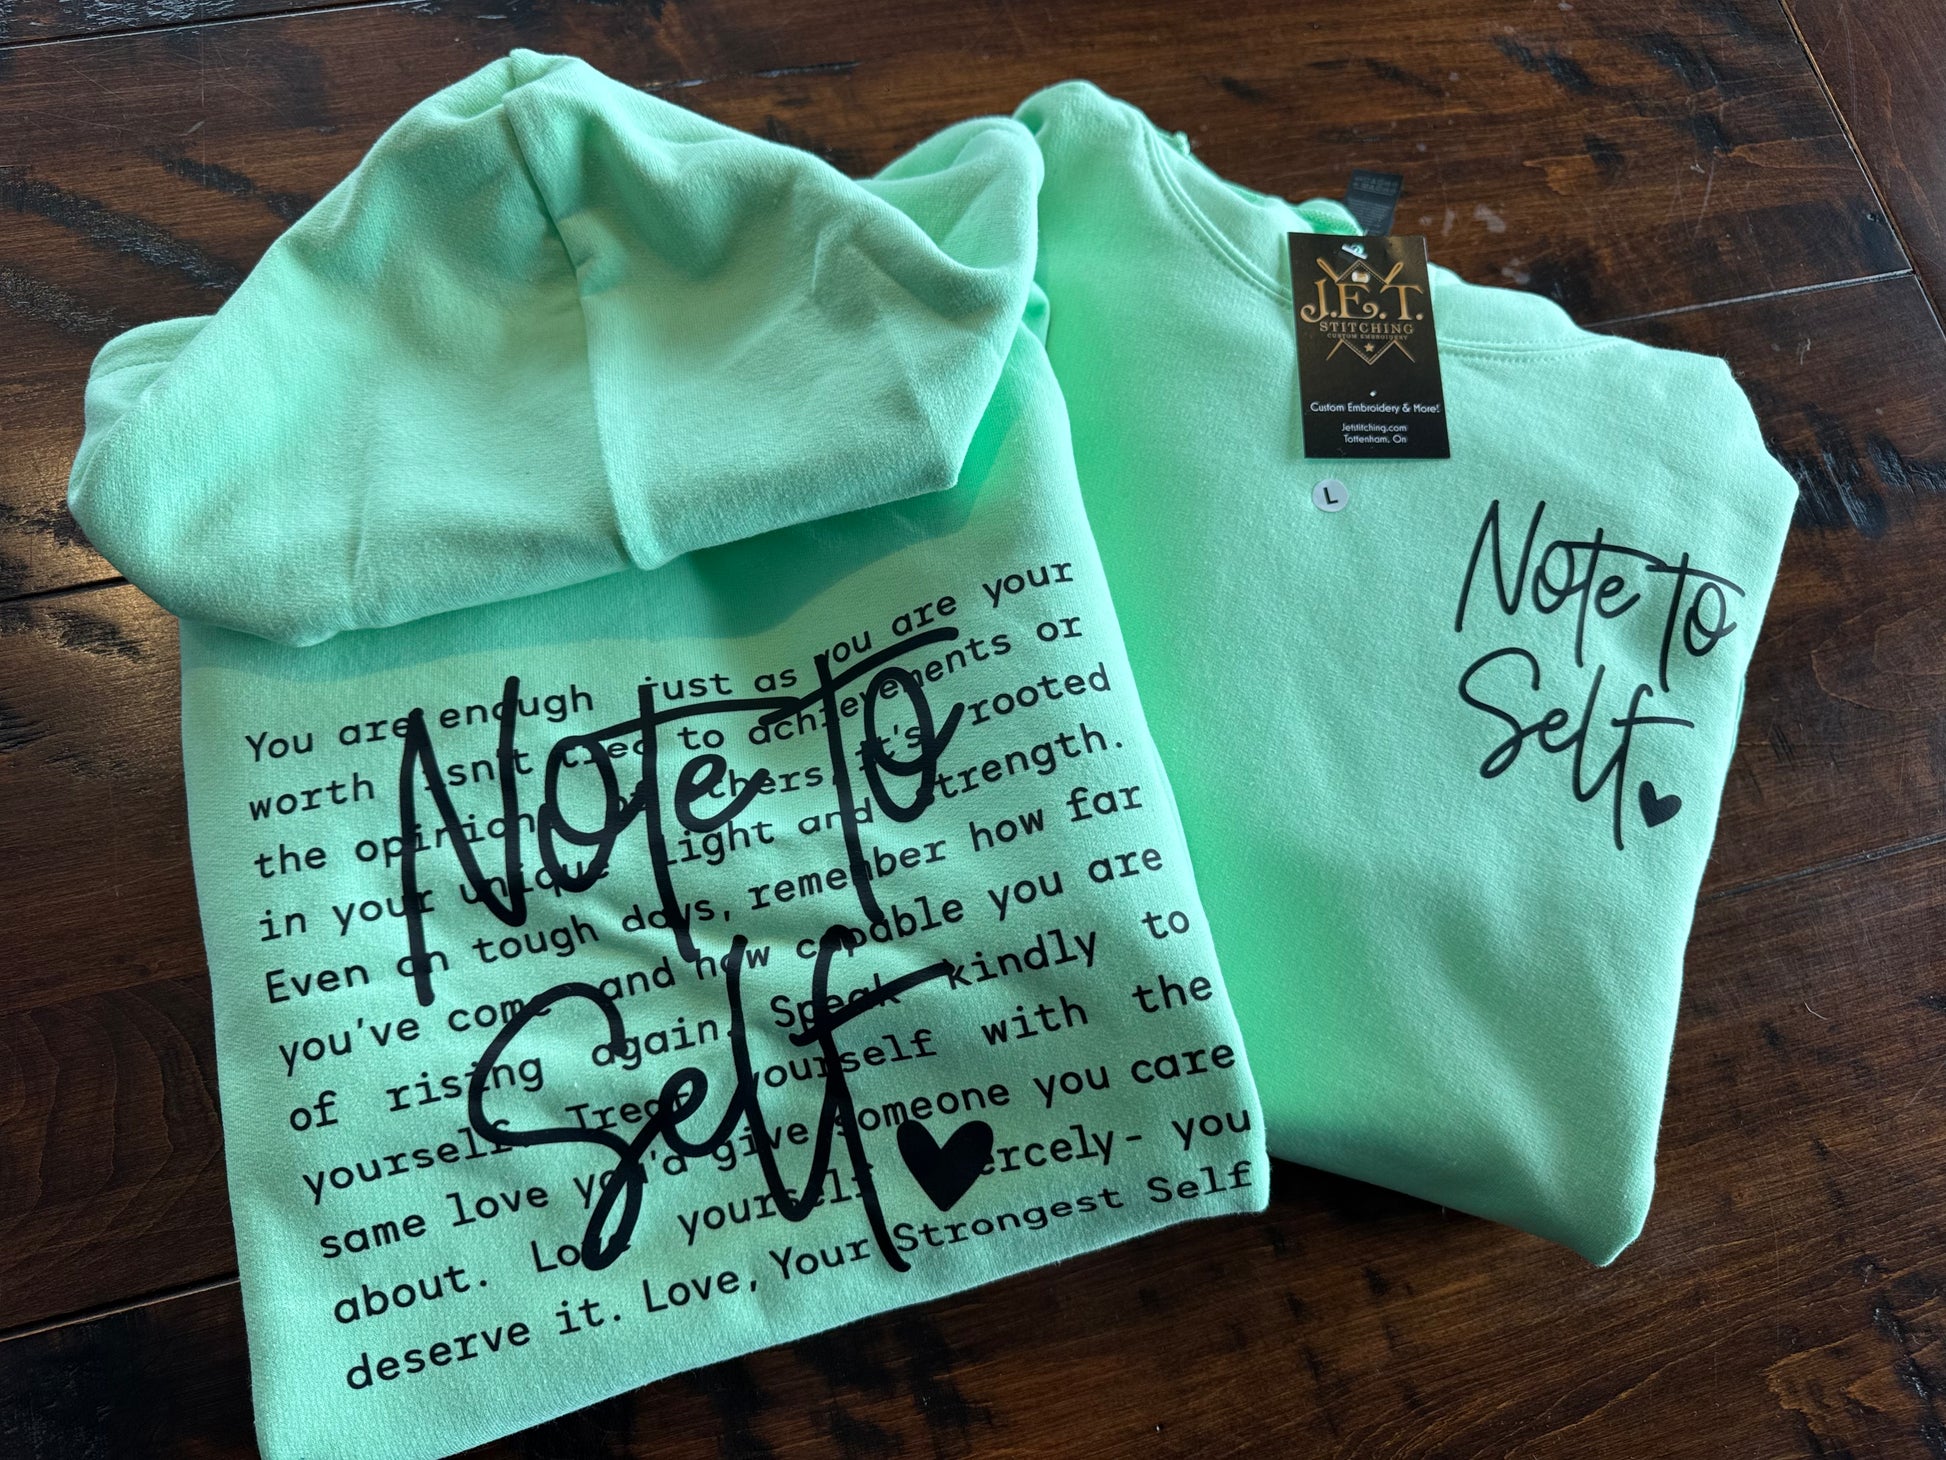 You are enough just as you are your
worth isn't tied to achievements or
the opinion of others, it's rooted
in your unique light and strength.
Even on tough days, remember how far
you've come and how capable you are
of rising again. Speak kindly to
yourself. Treat yourself with the
same love you'd give someone you care
about. Love yourself fiercely- you
deserve it. Love, Your Strongest Self
Note To
Self
J.E.T.
STITCHING
CUSTOM EMBROIDERY
Custom Embroidery & More!
Jetstitching.com
Tottenham, On
L
Note To
Self